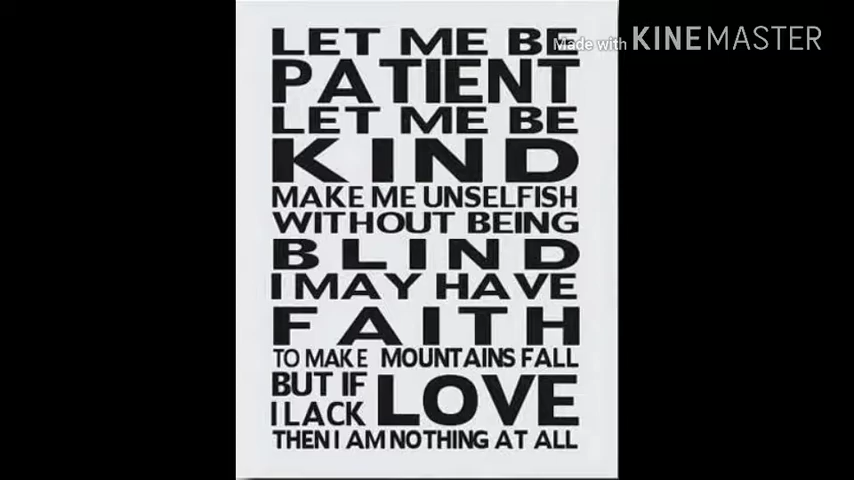 LET ME BE
PATIENT
LET ME BE
KIND
MAKE ME UNSELFISH
WITHOUT BEING
BLIND
I MAY HAVE
FAITH
TO MAKE MOUNTAINS FALL
BUT IF
I LACK LOVE
THEN I AM NOTHING AT ALL
Made with KINEMASTER